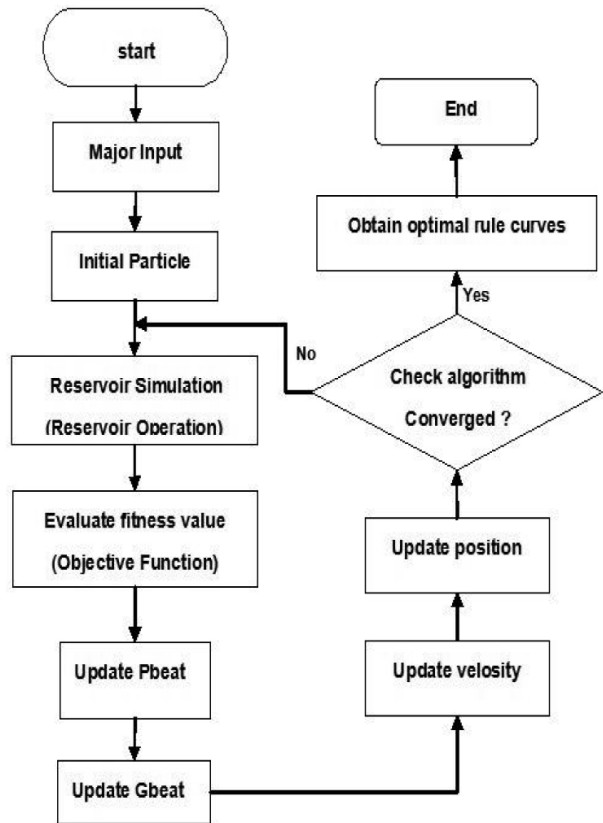 start
Major Input
Initial Particle
Reservoir Simulation
(Reservoir Operation)
Evaluate fitness value
(Objective Function)
Update Pbeat
Update Gbeat
Update velosity
Update position
Check algorithm
Converged ?
No
Yes
Obtain optimal rule curves
End